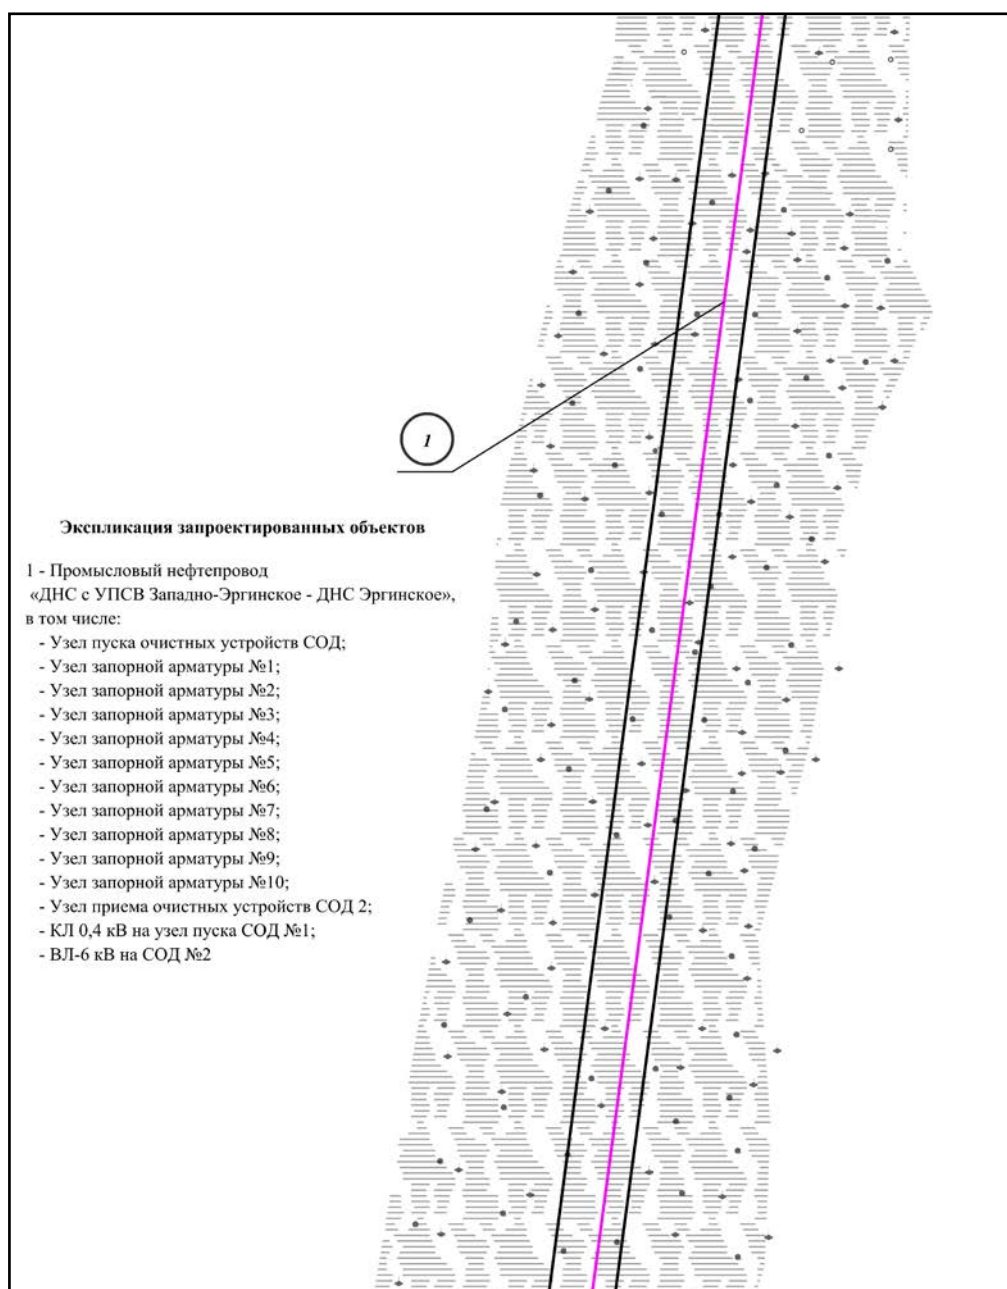 1
Экспликация запроектированных объектов
1 - Промысловый нефтепровод
«ДНС с УПСВ Западно-Эргинское - ДНС Эргинское»,
в том числе:
- Узел пуска очистных устройств СОД;
- Узел запорной арматуры №1;
- Узел запорной арматуры №2;
- Узел запорной арматуры №3;
- Узел запорной арматуры №4;
- Узел запорной арматуры №5;
- Узел запорной арматуры №6;
- Узел запорной арматуры №7;
- Узел запорной арматуры №8;
- Узел запорной арматуры №9;
- Узел запорной арматуры №10;
- Узел приема очистных устройств СОД 2;
- КЛ 0,4 кВ на узел пуска СОД №1;
- ВЛ-6 кВ на СОД №2